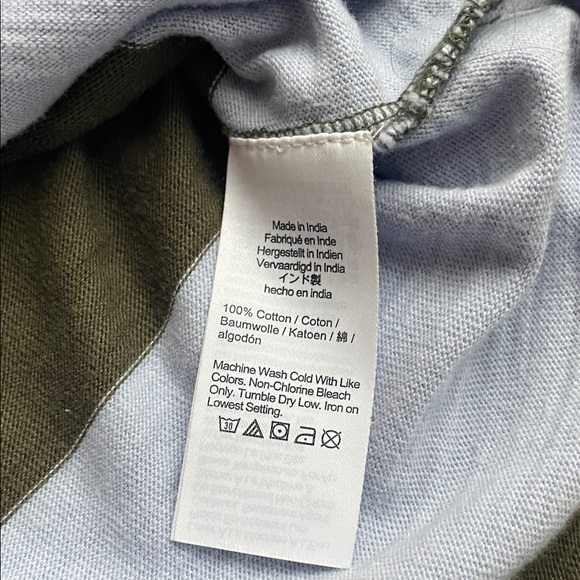 Made in India
Fabriqué en Inde
Hergestellt in Indien
Vervaardigd in India
インド製
hecho en india
100% Cotton / Coton /
Baumwolle / Katoen / 綿 /
algodón
Machine Wash Cold With Like
Colors. Non-Chlorine Bleach
Only. Tumble Dry Low. Iron on
Lowest Setting.
30